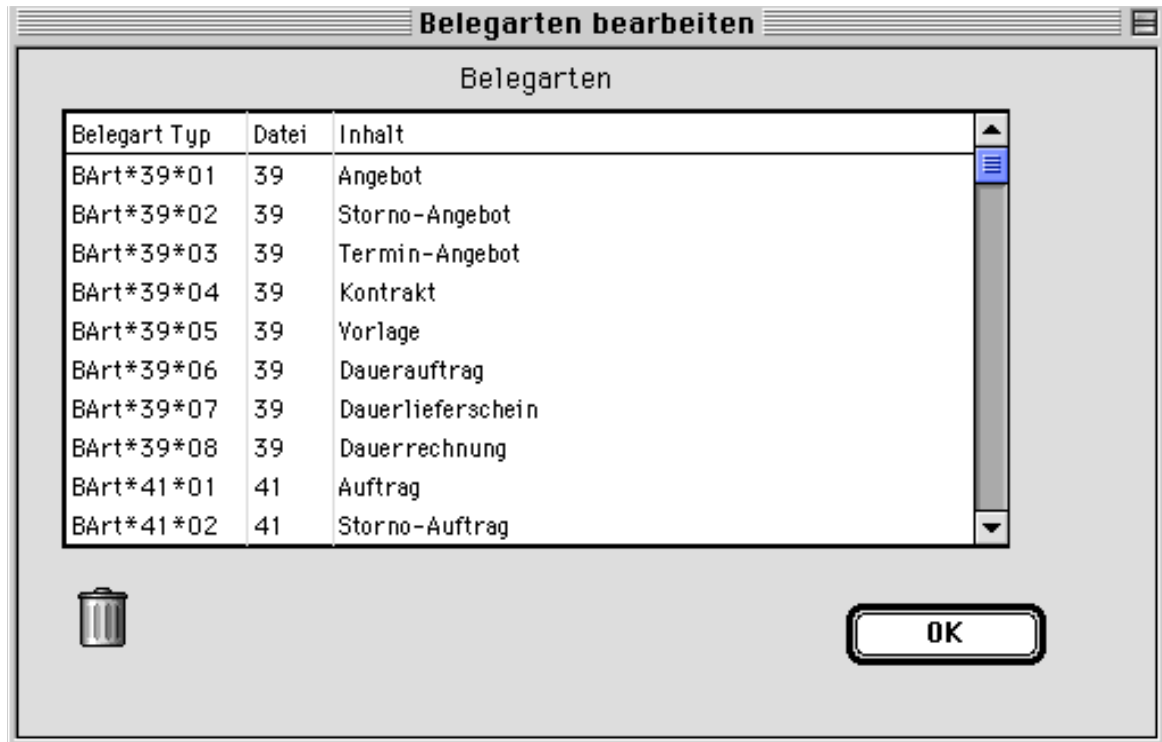 Belegarten bearbeiten
Belegarten
Belegart Typ Datei Inhalt
BArt*39*01 39 Angebot
BArt*39*02 39 Storno-Angebot
BArt*39*03 39 Termin-Angebot
BArt*39*04 39 Kontrakt
BArt*39*05 39 Vorlage
BArt*39*06 39 Dauerauftrag
BArt*39*07 39 Dauerlieferschein
BArt*39*08 39 Dauerrechnung
BArt*41*01 41 Auftrag
BArt*41*02 41 Storno-Auftrag
OK